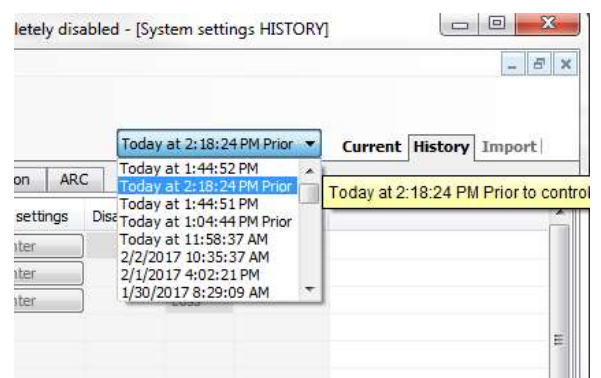 letely disabled - [System settings HISTORY]
Today at 2:18:24 PM Prior
Current History Import
Today at 1:44:52 PM
on ARC
Today at 2:18:24 PM Prior
Today at 2:18:24 PM Prior to control
Today at 1:44:51 PM
settings Disa
Today at 1:04:44 PM Prior
Today at 11:58:37 AM
nter
2/2/2017 10:35:37 AM
nter
2/1/2017 4:02:21 PM
1/30/2017 8:29:09 AM
nter